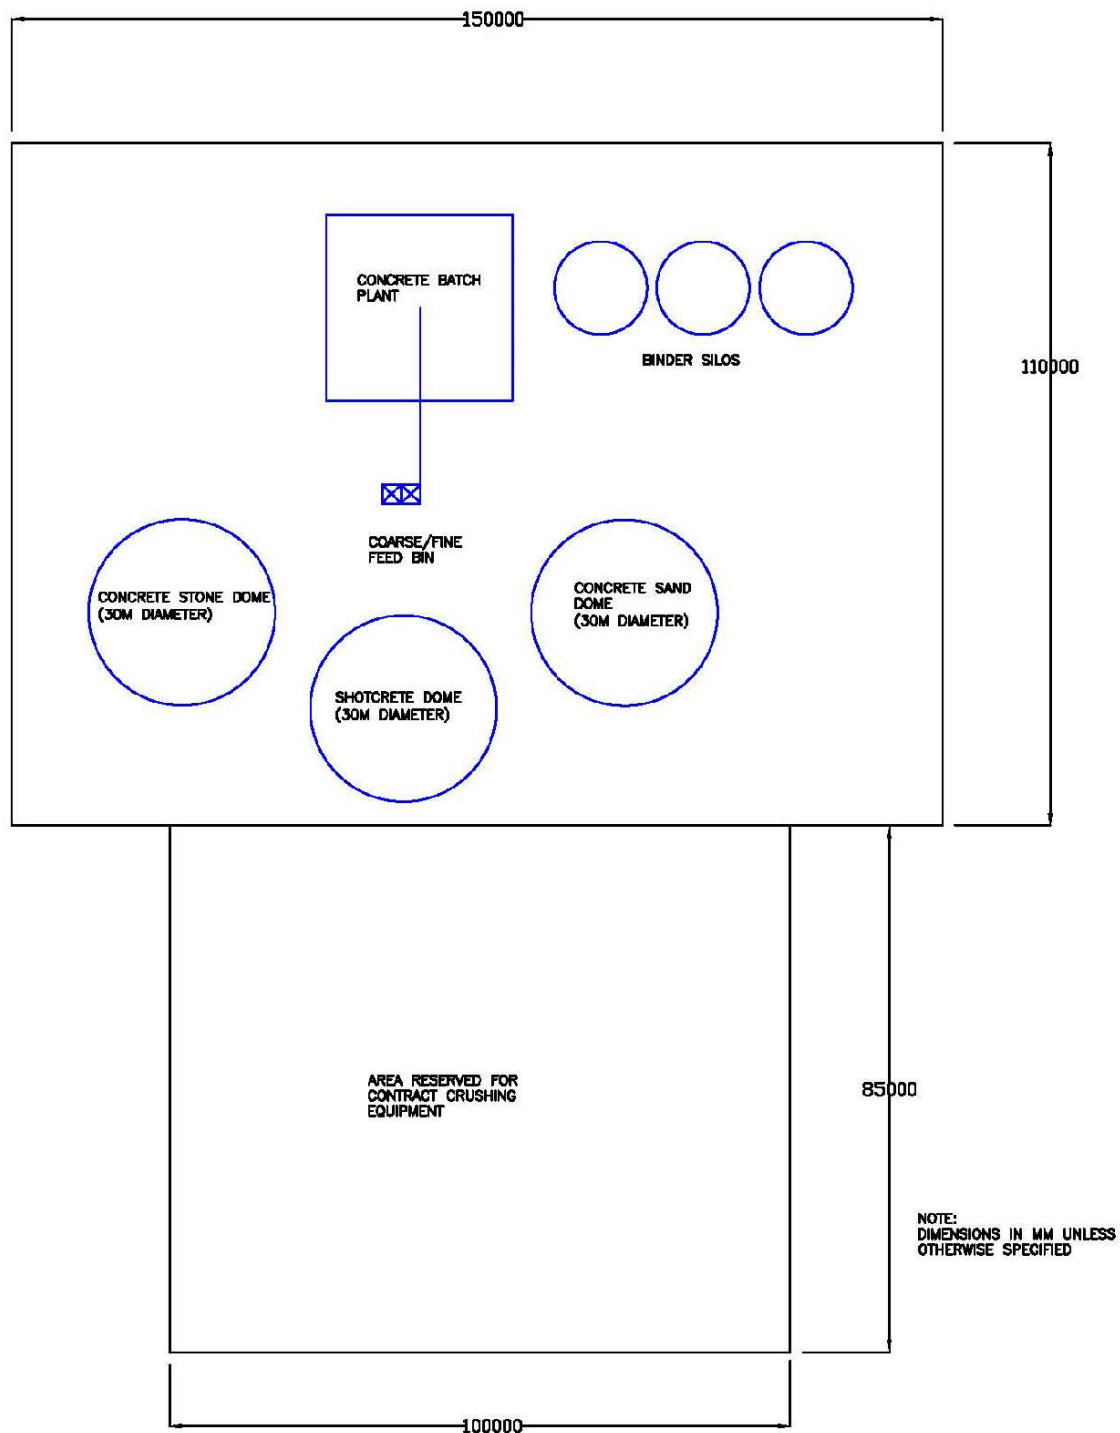 150000
CONCRETE BATCH
PLANT
BINDER SILOS
110000
COARSE/FINE
FEED BIN
CONCRETE STONE DOME
(30M DIAMETER)
CONCRETE SAND
DOME
(30M DIAMETER)
SHOTCRETE DOME
(30M DIAMETER)
AREA RESERVED FOR
CONTRACT CRUSHING
EQUIPMENT
85000
NOTE:
DIMENSIONS IN MM UNLESS
OTHERWISE SPECIFIED
100000